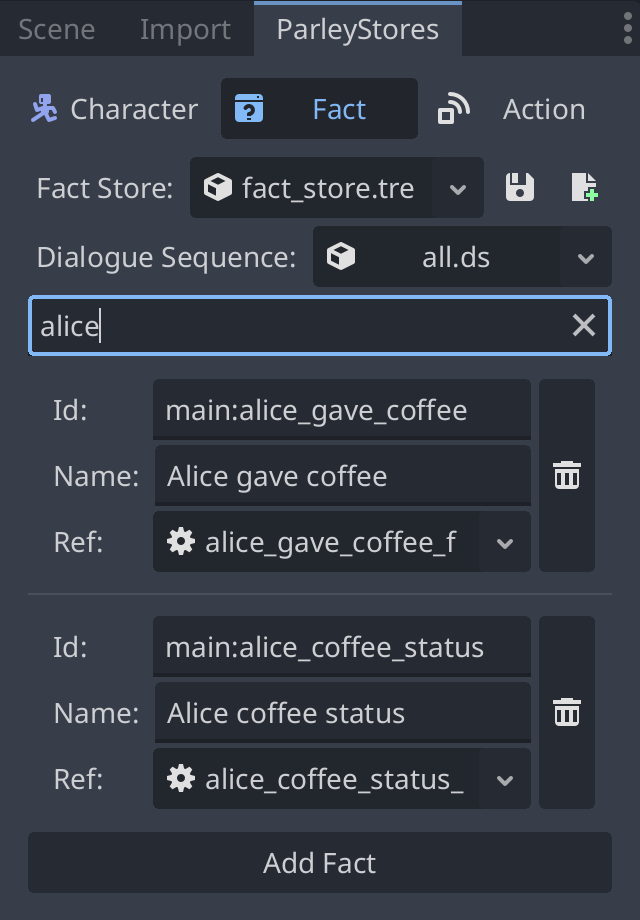 Scene Import ParleyStores
Character Fact Action
Fact Store: fact_store.tre
Dialogue Sequence: all.ds
alice
Id: main:alice_gave_coffee
Name: Alice gave coffee
Ref: alice_gave_coffee_f
Id: main:alice_coffee_status
Name: Alice coffee status
Ref: alice_coffee_status_
Add Fact